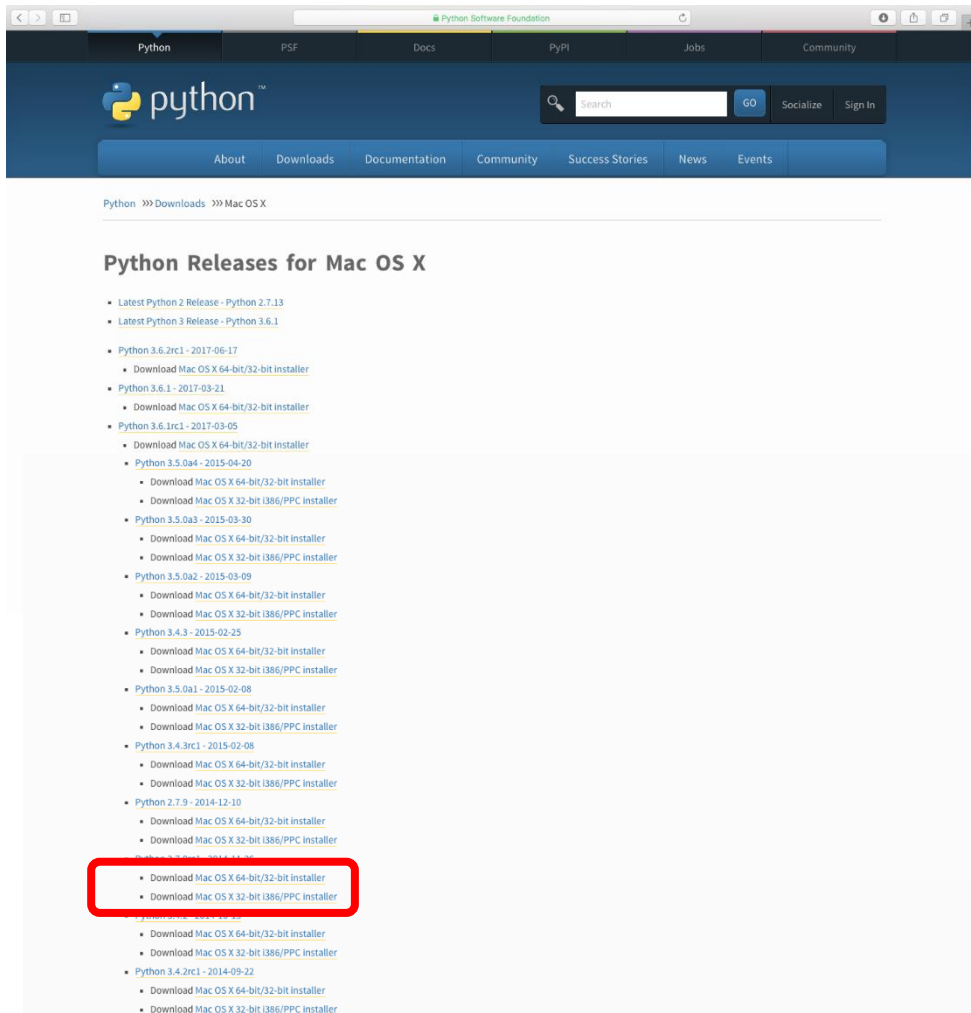 Python Software Foundation
Python PSF Docs PyPI Jobs Community
python™ Search GO Socialize Sign In
About Downloads Documentation Community Success Stories News Events
Python >>> Downloads >>> Mac OS X
Python Releases for Mac OS X
Latest Python 2 Release - Python 2.7.13
Latest Python 3 Release - Python 3.6.1
Python 3.6.2rc1 - 2017-06-17
Download Mac OS X 64-bit/32-bit installer
Python 3.6.1 - 2017-03-21
Download Mac OS X 64-bit/32-bit installer
Python 3.6.1rc1 - 2017-03-05
Download Mac OS X 64-bit/32-bit installer
Python 3.5.0a4 - 2015-04-20
Download Mac OS X 64-bit/32-bit installer
Download Mac OS X 32-bit i386/PPC installer
Python 3.5.0a3 - 2015-03-30
Download Mac OS X 64-bit/32-bit installer
Download Mac OS X 32-bit i386/PPC installer
Python 3.5.0a2 - 2015-03-09
Download Mac OS X 64-bit/32-bit installer
Download Mac OS X 32-bit i386/PPC installer
Python 3.4.3 - 2015-02-25
Download Mac OS X 64-bit/32-bit installer
Download Mac OS X 32-bit i386/PPC installer
Python 3.5.0a1 - 2015-02-08
Download Mac OS X 64-bit/32-bit installer
Download Mac OS X 32-bit i386/PPC installer
Python 3.4.3rc1 - 2015-02-08
Download Mac OS X 64-bit/32-bit installer
Download Mac OS X 32-bit i386/PPC installer
Python 2.7.9 - 2014-12-10
Download Mac OS X 64-bit/32-bit installer
Download Mac OS X 32-bit i386/PPC installer
Download Mac OS X 64-bit/32-bit installer
Download Mac OS X 32-bit i386/PPC installer
Download Mac OS X 64-bit/32-bit installer
Download Mac OS X 32-bit i386/PPC installer
Python 3.4.2rc1 - 2014-09-22
Download Mac OS X 64-bit/32-bit installer
Download Mac OS X 32-bit i386/PPC installer